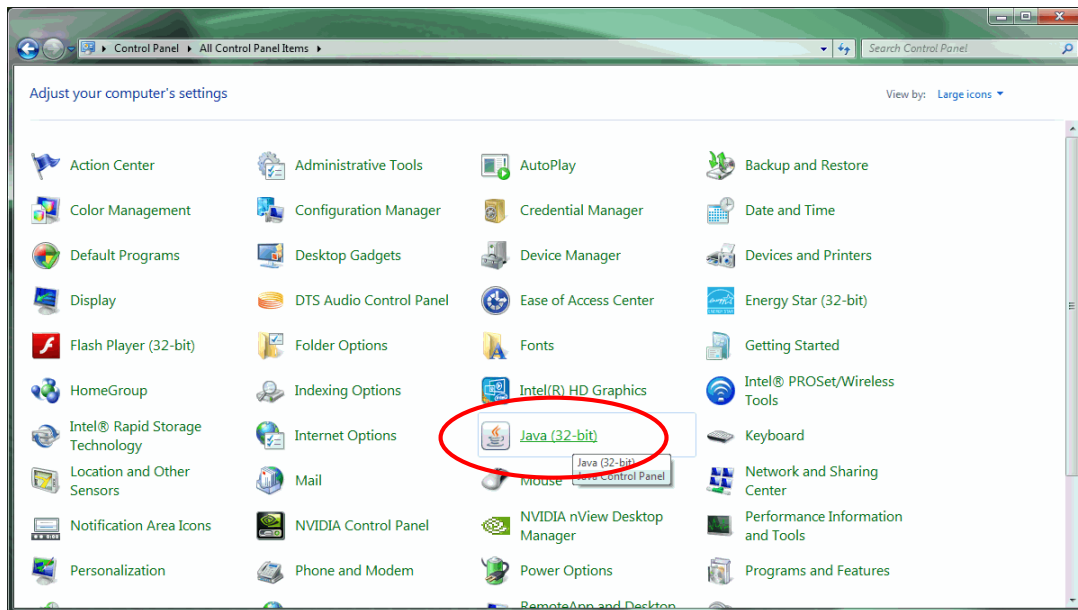 Control Panel ▸ All Control Panel Items ▸
Search Control Panel
Adjust your computer's settings
View by: Large icons
Action Center
Administrative Tools
AutoPlay
Backup and Restore
Color Management
Configuration Manager
Credential Manager
Date and Time
Default Programs
Desktop Gadgets
Device Manager
Devices and Printers
Display
DTS Audio Control Panel
Ease of Access Center
Energy Star (32-bit)
Flash Player (32-bit)
Folder Options
Fonts
Getting Started
HomeGroup
Indexing Options
Intel(R) HD Graphics
Intel® PROSet/Wireless
Tools
Intel® Rapid Storage
Technology
Internet Options
Java (32-bit)
Java (32-bit)
Java Control Panel
Keyboard
Location and Other
Sensors
Mail
Mouse
Network and Sharing
Center
Notification Area Icons
NVIDIA Control Panel
NVIDIA nView Desktop
Manager
Performance Information
and Tools
Personalization
Phone and Modem
Power Options
Programs and Features
RemoteApp and Desktop